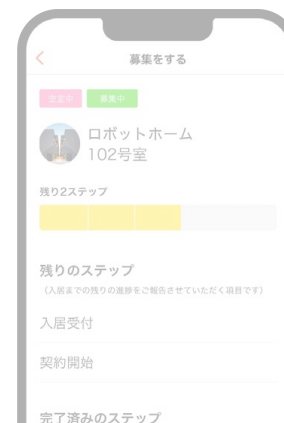 募集をする
空室中 募集中
ロボットホーム
102号室
残り2ステップ
残りのステップ
(入居までの残りの進捗をご報告させていただく項目です)
入居受付
契約開始
完了済みのステップ